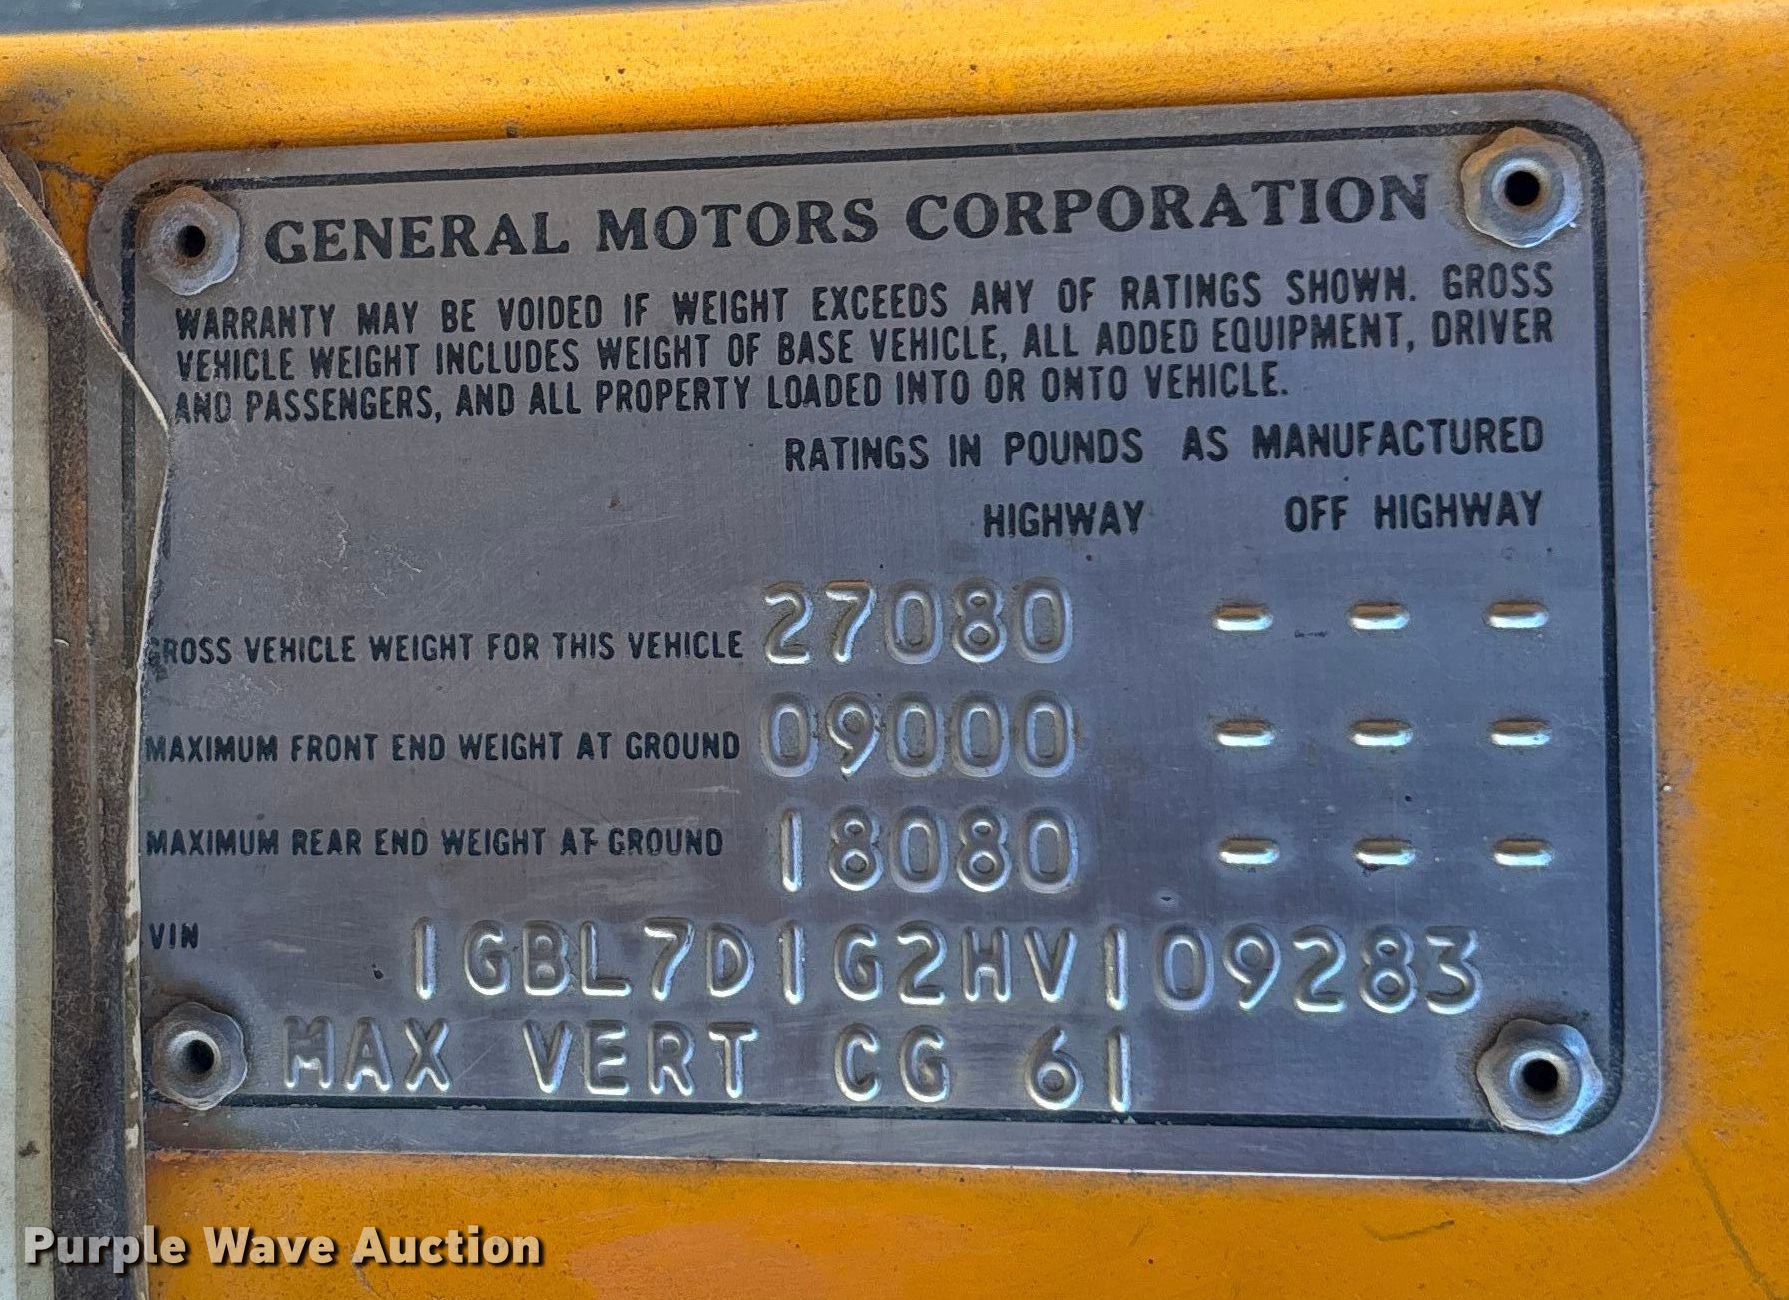 GENERAL MOTORS CORPORATION
WARRANTY MAY BE VOIDED IF WEIGHT EXCEEDS ANY OF RATINGS SHOWN. GROSS
VEHICLE WEIGHT INCLUDES WEIGHT OF BASE VEHICLE, ALL ADDED EQUIPMENT, DRIVER
AND PASSENGERS, AND ALL PROPERTY LOADED INTO OR ONTO VEHICLE.
RATINGS IN POUNDS AS MANUFACTURED
HIGHWAY OFF HIGHWAY
GROSS VEHICLE WEIGHT FOR THIS VEHICLE 27080 - - -
MAXIMUM FRONT END WEIGHT AT GROUND 09000 - - -
MAXIMUM REAR END WEIGHT AT GROUND 18080 - - -
VIN 1GBL7D1G2HV109283
MAX VERT CG 61
Purple Wave Auction